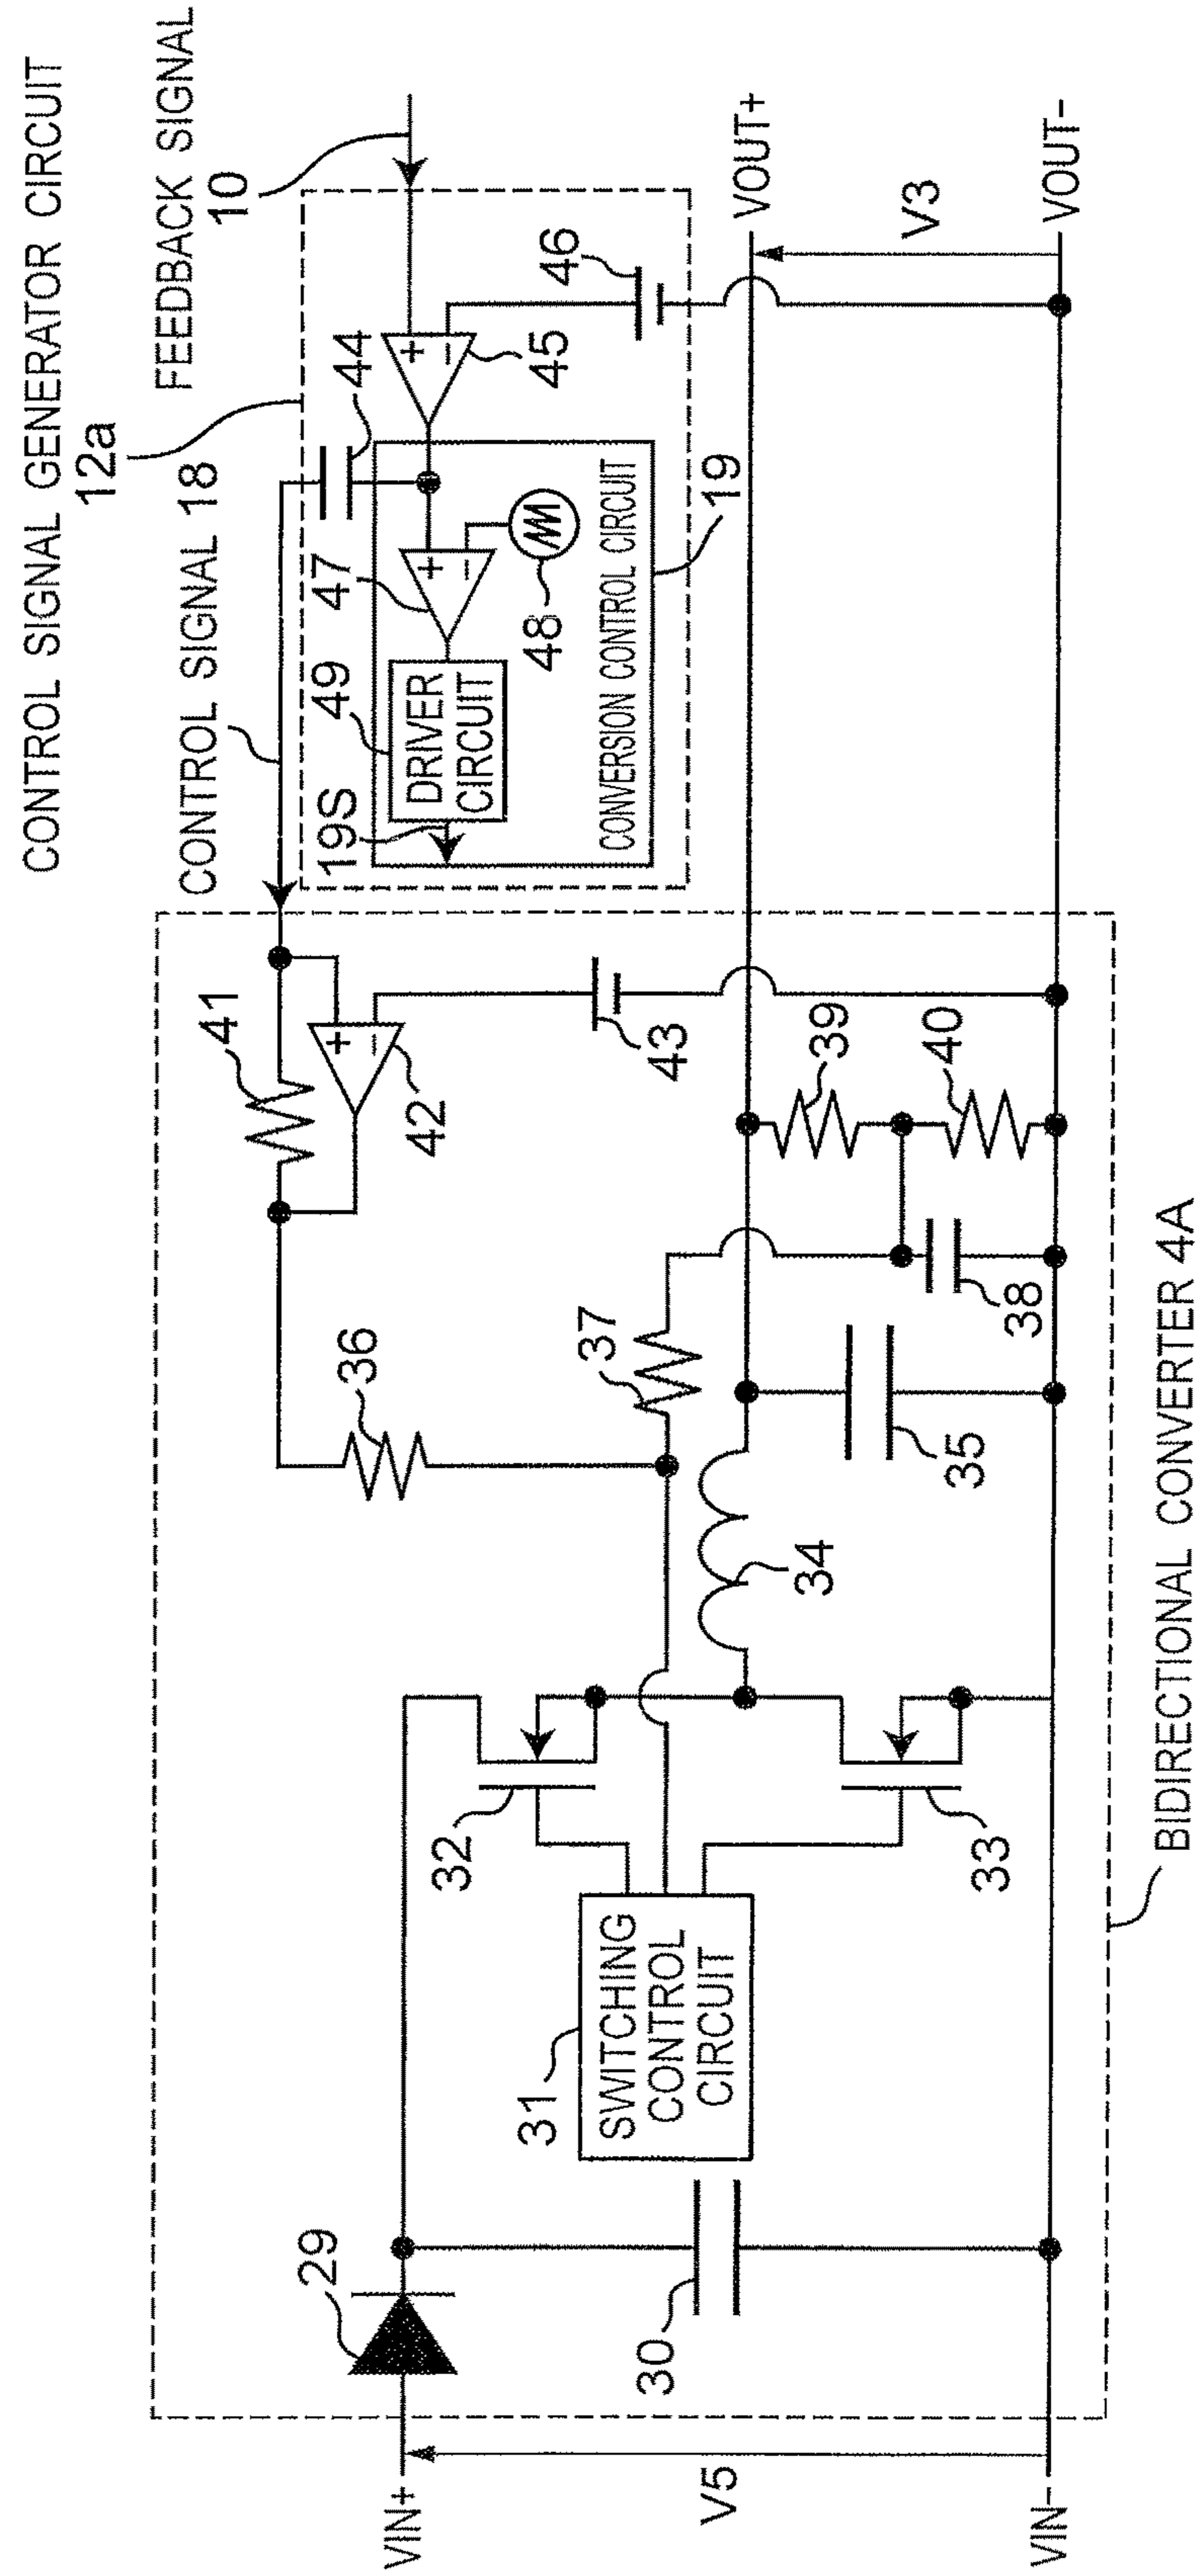 CONTROL SIGNAL GENERATOR CIRCUIT
12a
FEEDBACK SIGNAL
10
CONTROL SIGNAL 18
44
46
+
−
45
47
+
−
48
49
DRIVER
CIRCUIT
19S
CONVERSION CONTROL CIRCUIT
19
VOUT+
V3
VOUT-
41
+
−
42
43
36
37
39
40
38
35
34
32
33
31
SWITCHING
CONTROL
CIRCUIT
29
30
VIN+
V5
VIN-
BIDIRECTIONAL CONVERTER 4A